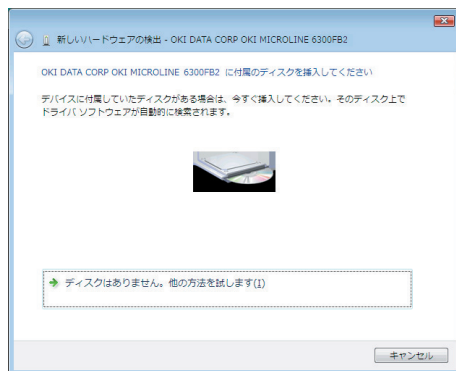 新しいハードウェアの検出 - OKI DATA CORP OKI MICROLINE 6300FB2
OKI DATA CORP OKI MICROLINE 6300FB2 に付属のディスクを挿入してください
デバイスに付属していたディスクがある場合は、今すぐ挿入してください。そのディスク上で
ドライバ ソフトウェアが自動的に検索されます。
ディスクはありません。他の方法を試します(I)
キャンセル